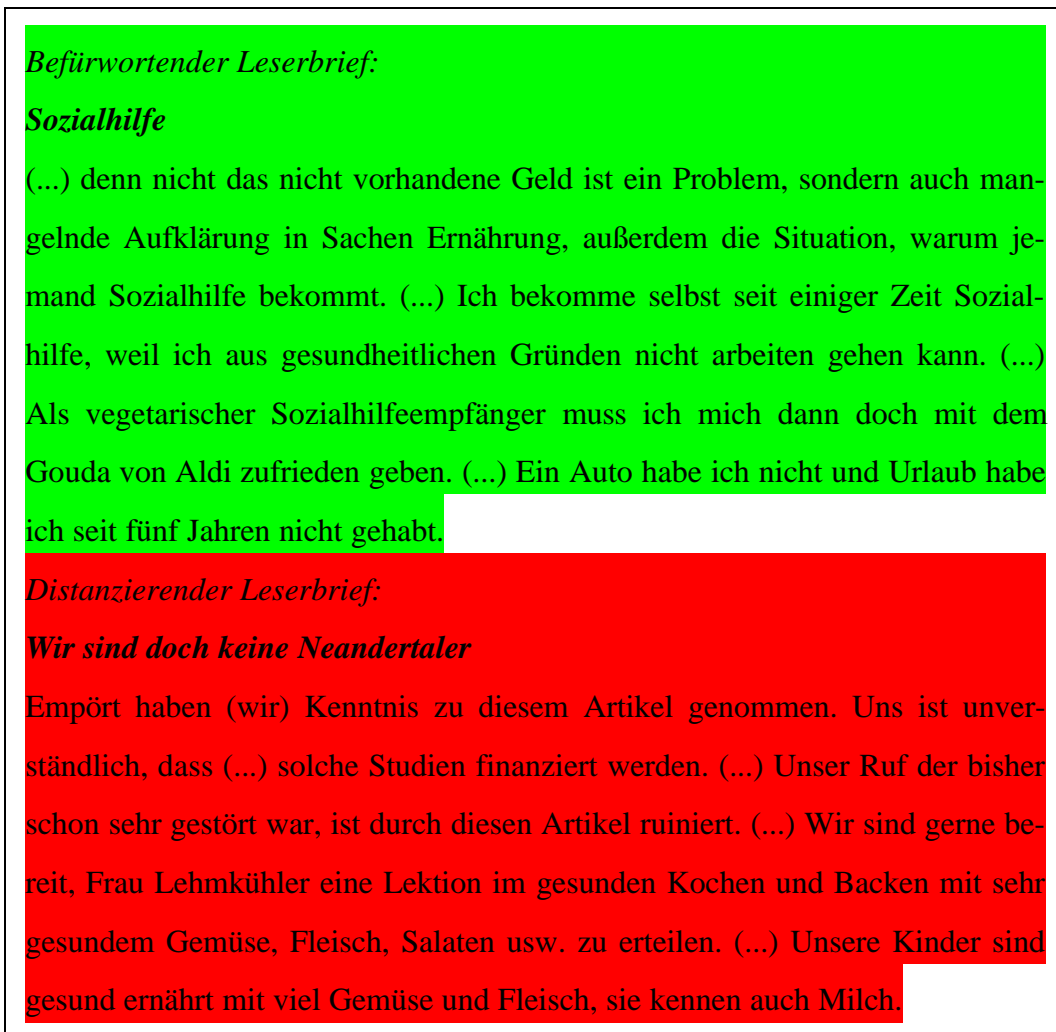 Befürwortender Leserbrief:
Sozialhilfe
(...) denn nicht das nicht vorhandene Geld ist ein Problem, sondern auch man-
gelnde Aufklärung in Sachen Ernährung, außerdem die Situation, warum je-
mand Sozialhilfe bekommt. (...) Ich bekomme selbst seit einiger Zeit Sozial-
hilfe, weil ich aus gesundheitlichen Gründen nicht arbeiten gehen kann. (...)
Als vegetarischer Sozialhilfeempfänger muss ich mich dann doch mit dem
Gouda von Aldi zufrieden geben. (...) Ein Auto habe ich nicht und Urlaub habe
ich seit fünf Jahren nicht gehabt.
Distanzierender Leserbrief:
Wir sind doch keine Neandertaler
Empört haben (wir) Kenntnis zu diesem Artikel genommen. Uns ist unver-
ständlich, dass (...) solche Studien finanziert werden. (...) Unser Ruf der bisher
schon sehr gestört war, ist durch diesen Artikel ruiniert. (...) Wir sind gerne be-
reit, Frau Lehmkühler eine Lektion im gesunden Kochen und Backen mit sehr
gesundem Gemüse, Fleisch, Salaten usw. zu erteilen. (...) Unsere Kinder sind
gesund ernährt mit viel Gemüse und Fleisch, sie kennen auch Milch.